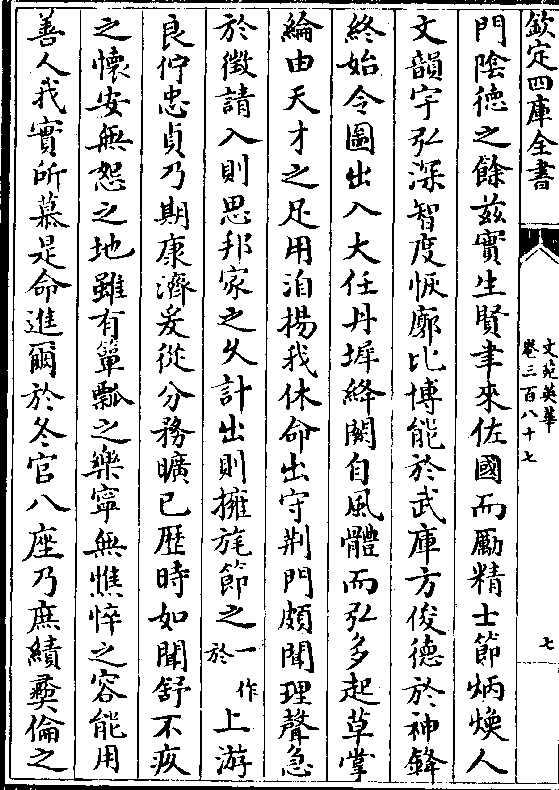 欽定四庫全書
文苑英華
卷三百八十七
七
門陰德之餘兹實生賢聿來佐國而勵精士節炳煥人
文韻宇弘深智度恢廓比博能於武庫方俊德於神鋒
終始令圖出入大任丹墀絳闕自風體而弘多起草掌
綸由天才之足用洎揚我休命出守荆門頗聞理聲急
於徵請入則思邦家之久計出則擁旄節之一作於上游
良佇忠貞乃期康濟爰從分務曠已歴時如聞舒不疚
之懷安無怨之地雖有簞瓢之樂寜無憔悴之容能用
善人我實所慕是命進爾於冬官八座乃庶績彛倫之